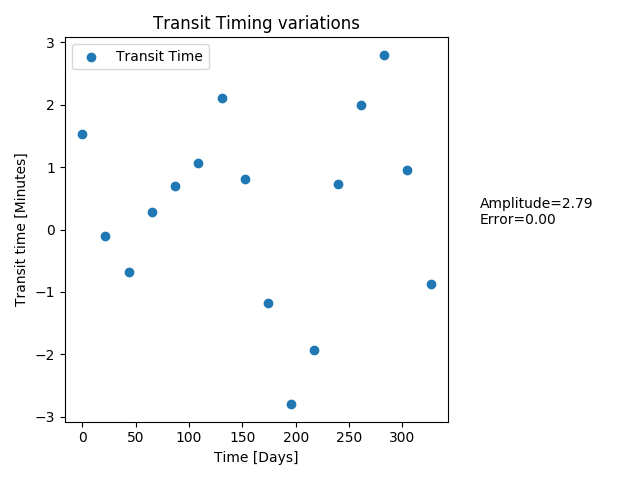 Transit Timing variations
Transit Time
3
2
1
0
−1
−2
−3
Transit time [Minutes]
Amplitude=2.79
Error=0.00
0 50 100 150 200 250 300
Time [Days]